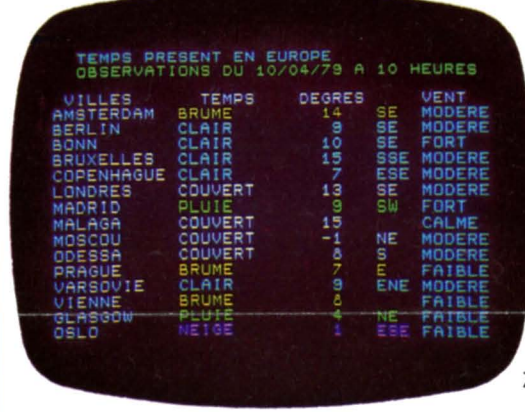 TEMPS PRESENT EN EUROPE
OBSERVATIONS DU 10/04/79 A 10 HEURES
VILLES TEMPS DEGRES VENT
AMSTERDAM BRUME 14 SE MODERE
BERLIN CLAIR 9 SE MODERE
BONN CLAIR 10 SE FORT
BRUXELLES CLAIR 15 SSE MODERE
COPENHAGUE CLAIR 7 ESE MODERE
LONDRES COUVERT 13 SE MODERE
MADRID PLUIE 9 SW FORT
MALAGA COUVERT 15 CALME
MOSCOU COUVERT -1 NE MODERE
ODESSA COUVERT 8 S MODERE
PRAGUE BRUME 7 E FAIBLE
VARSOVIE CLAIR 9 ENE MODERE
VIENNE BRUME 8 FAIBLE
GLASGOW PLUIE 4 NE FAIBLE
OSLO NEIGE 1 ESE FAIBLE